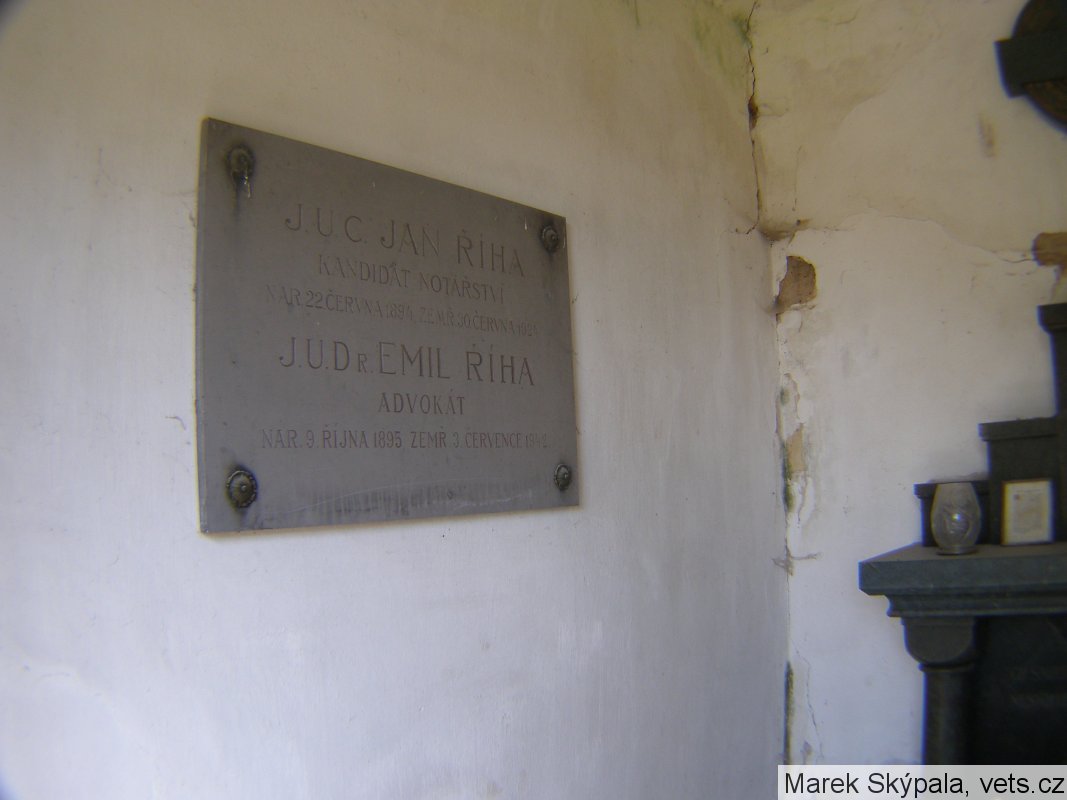 J.U.C. JAN ŘÍHA
KANDIDÁT NOTÁŘSTVÍ
NAR. 22. ČERVNA 1894, ZEMŘ. 30. ČERVNA
J.U.DR. EMIL ŘÍHA
ADVOKÁT
NAR. 9. ŘÍJNA 1895 ZEMŘ. 3. ČERVENCE
Marek Skýpala, vets.cz